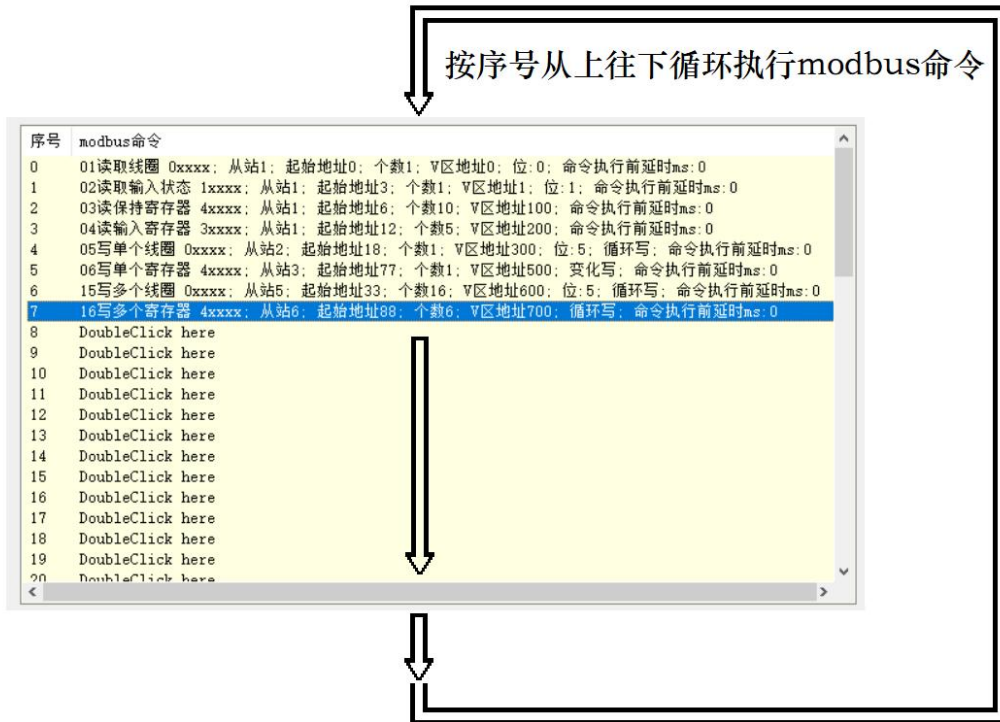 按序号从上往下循环执行modbus命令
序号 modbus命令
0 01读取线圈 0xxxx; 从站1; 起始地址0; 个数1; V区地址0; 位:0; 命令执行前延时ms:0
1 02读取输入状态 1xxxx; 从站1; 起始地址3; 个数1; V区地址1; 位:1; 命令执行前延时ms:0
2 03读保持寄存器 4xxxx; 从站1; 起始地址6; 个数10; V区地址100; 命令执行前延时ms:0
3 04读输入寄存器 3xxxx; 从站1; 起始地址12; 个数5; V区地址200; 命令执行前延时ms:0
4 05写单个线圈 0xxxx; 从站2; 起始地址18; 个数1; V区地址300; 位:5; 循环写; 命令执行前延时ms:0
5 06写单个寄存器 4xxxx; 从站3; 起始地址77; 个数1; V区地址500; 变化写; 命令执行前延时ms:0
6 15写多个线圈 0xxxx; 从站5; 起始地址33; 个数16; V区地址600; 位:5; 循环写; 命令执行前延时ms:0
7 16写多个寄存器 4xxxx; 从站6; 起始地址88; 个数6; V区地址700; 循环写; 命令执行前延时ms:0
8 DoubleClick here
9 DoubleClick here
10 DoubleClick here
11 DoubleClick here
12 DoubleClick here
13 DoubleClick here
14 DoubleClick here
15 DoubleClick here
16 DoubleClick here
17 DoubleClick here
18 DoubleClick here
19 DoubleClick here
20 DoubleClick here